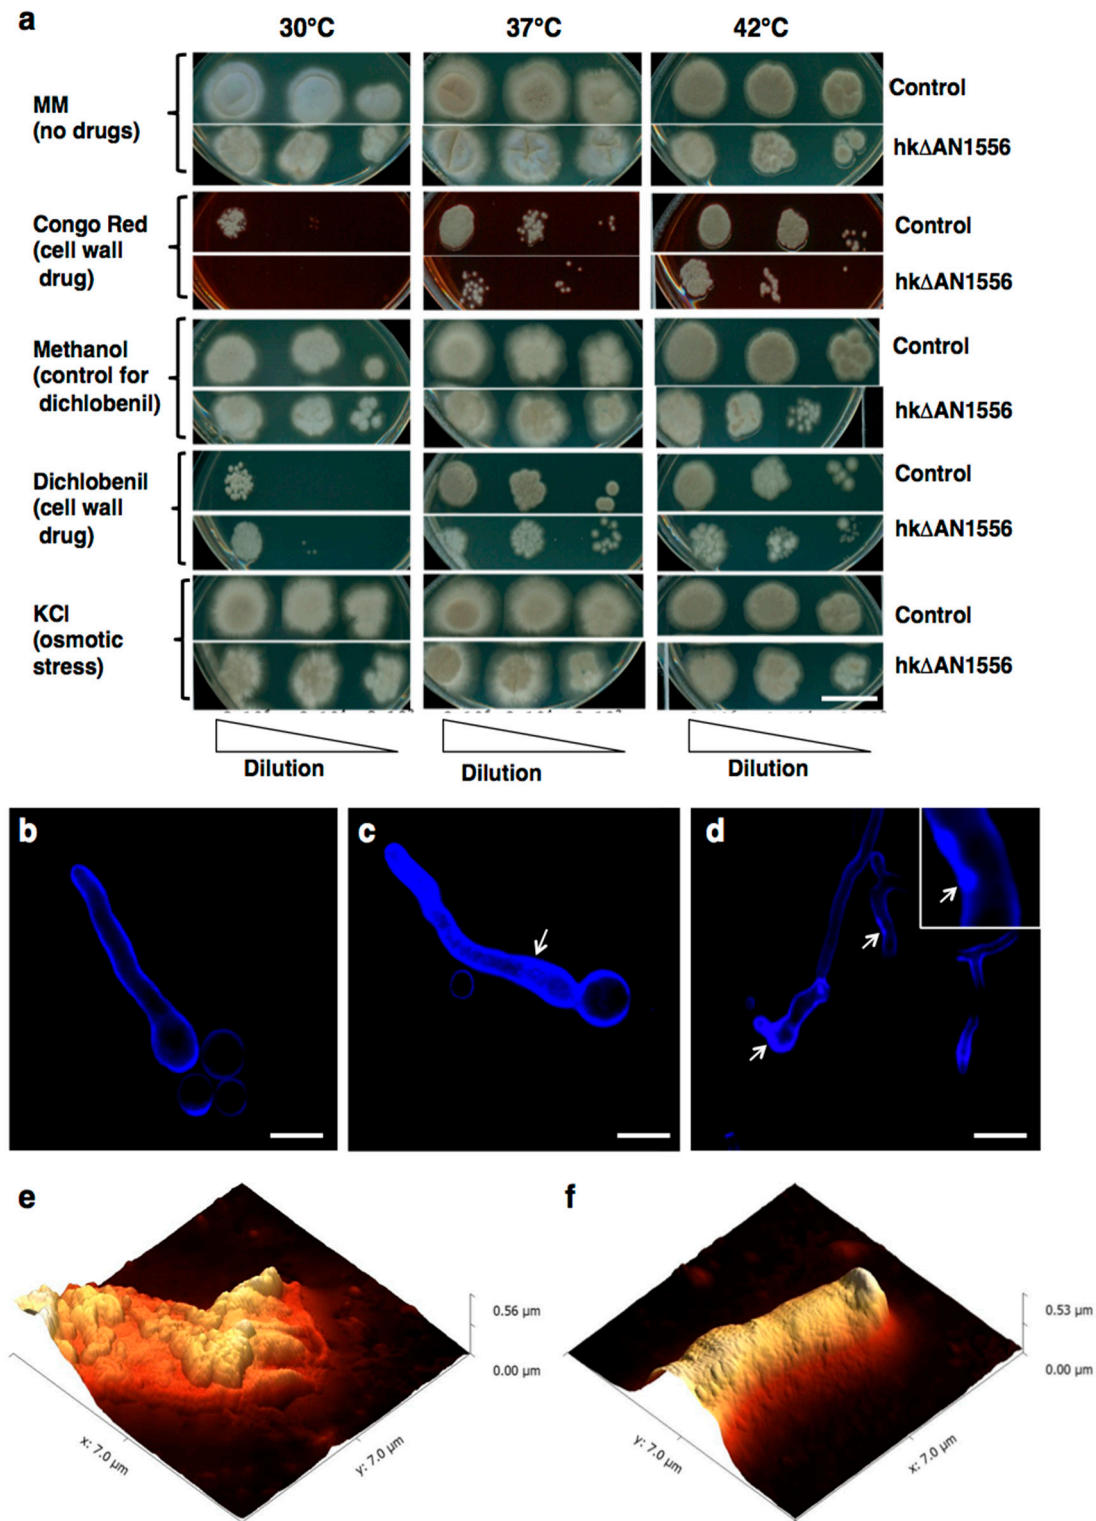 a
30°C 37°C 42°C
MM
(no drugs)
Control
hkΔAN1556
Congo Red
(cell wall
drug)
Control
hkΔAN1556
Methanol
(control for
dichlobenil)
Control
hkΔAN1556
Dichlobenil
(cell wall
drug)
Control
hkΔAN1556
KCl
(osmotic
stress)
Control
hkΔAN1556
Dilution Dilution Dilution
b c d
e f
0.56 µm
0.00 µm
x: 7.0 µm
y: 7.0 µm
0.53 µm
0.00 µm
y: 7.0 µm
x: 7.0 µm